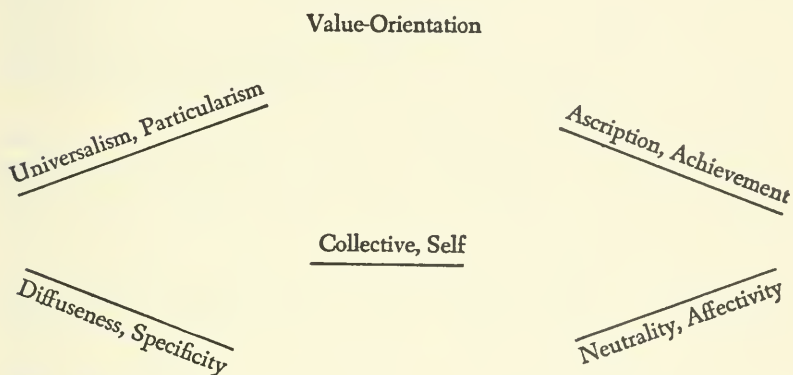 Value-Orientation
Universalism, Particularism
Ascription, Achievement
Collective, Self
Diffuseness, Specificity
Neutrality, Affectivity